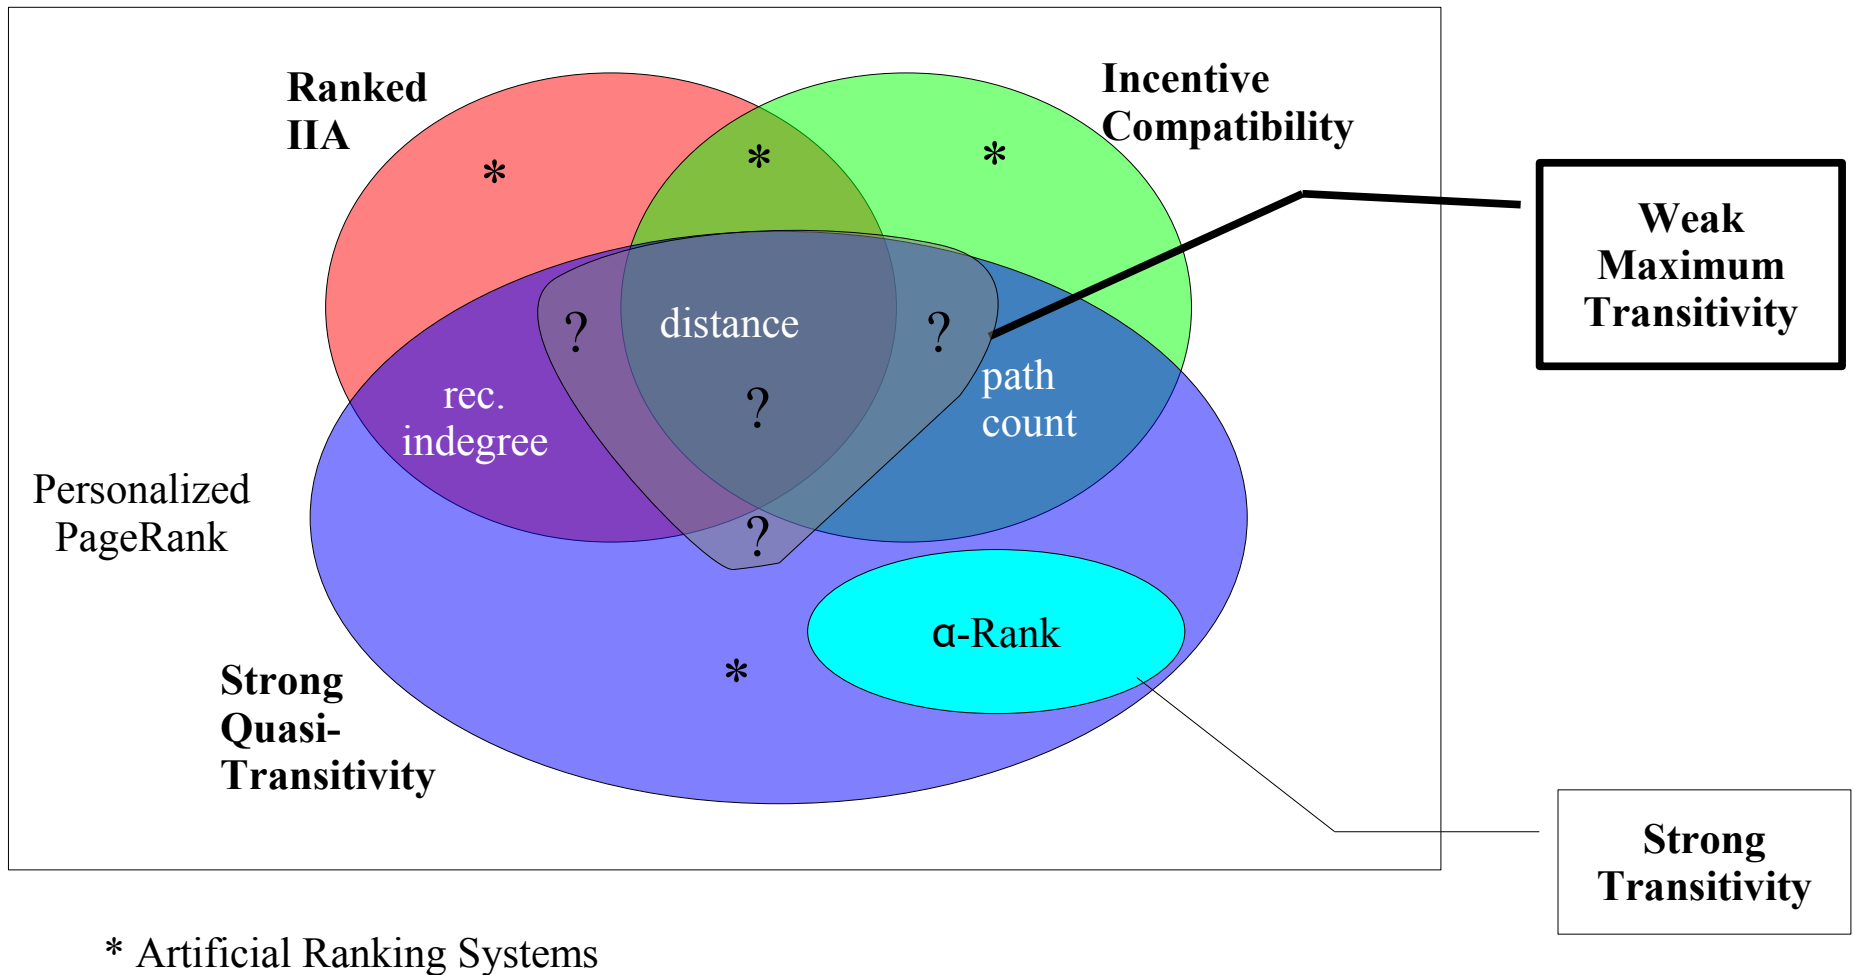 Ranked
IIA
Incentive
Compatibility
*
*
*
Weak
Maximum
Transitivity
?
distance
?
path
count
rec.
indegree
?
Personalized
PageRank
?
α-Rank
*
Strong
Quasi-
Transitivity
Strong
Transitivity
* Artificial Ranking Systems